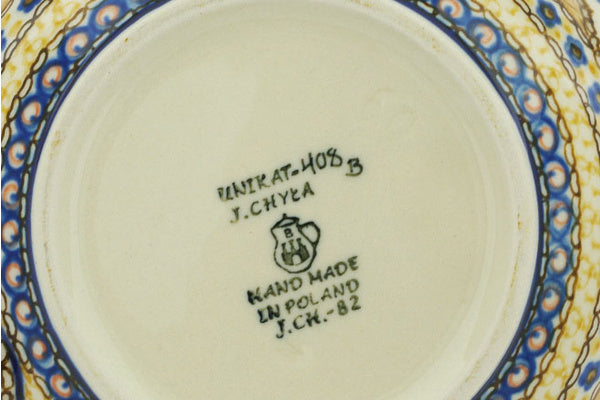 UNIKAT-408 B
J. CHYŁA
B
HAND MADE
IN POLAND
J.CH.-82